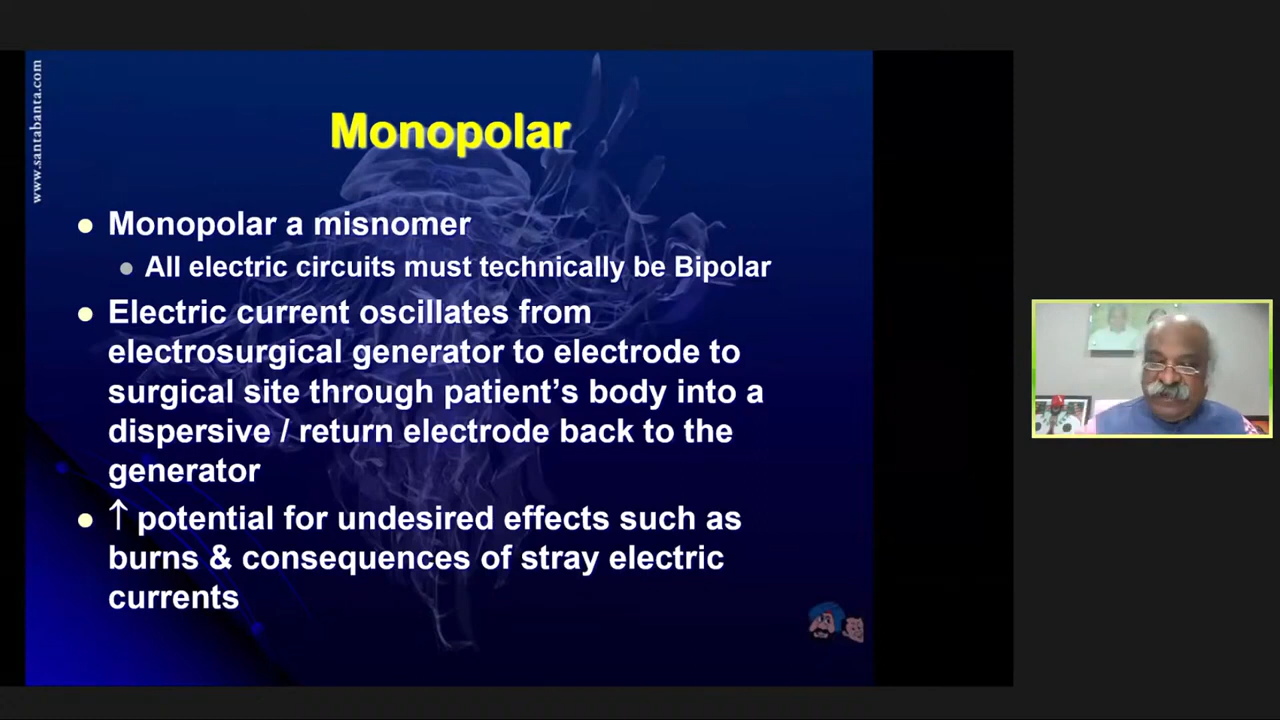 www.santabanta.com
Monopolar
Monopolar a misnomer
All electric circuits must technically be Bipolar
Electric current oscillates from
electrosurgical generator to electrode to
surgical site through patient’s body into a
dispersive / return electrode back to the
generator
↑ potential for undesired effects such as
burns & consequences of stray electric
currents